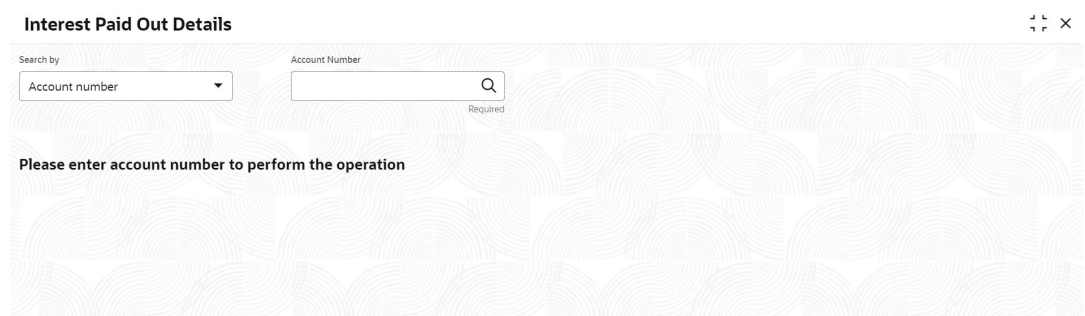 Interest Paid Out Details
Search by
Account Number
Account number
Required
Please enter account number to perform the operation